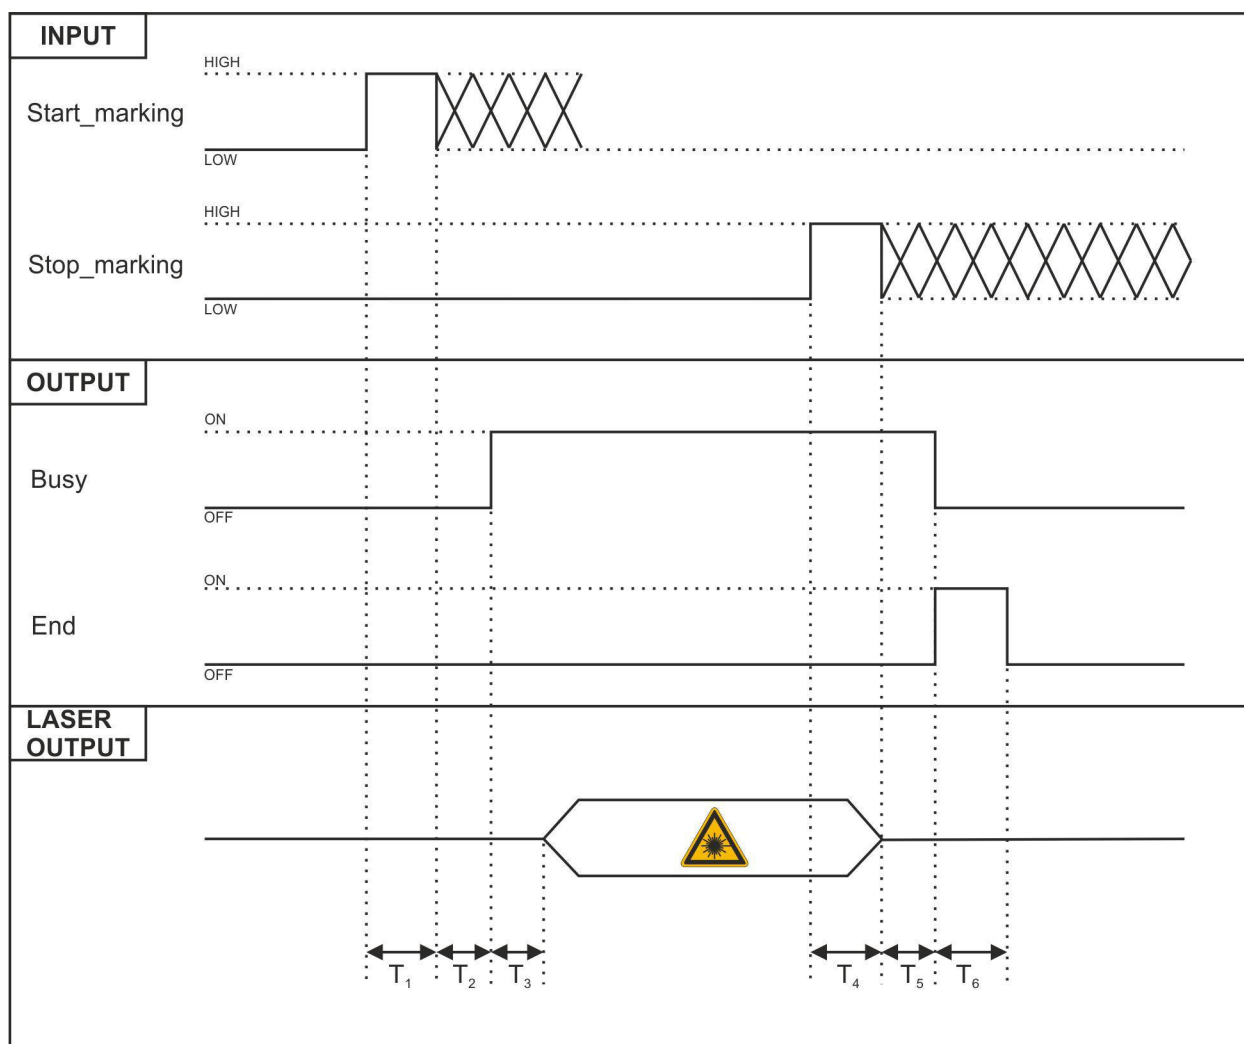 INPUT
HIGH
Start_marking
LOW
HIGH
Stop_marking
LOW
OUTPUT
ON
Busy
OFF
ON
End
OFF
LASER
OUTPUT
T₁ T₂ T₃ T₄ T₅ T₆